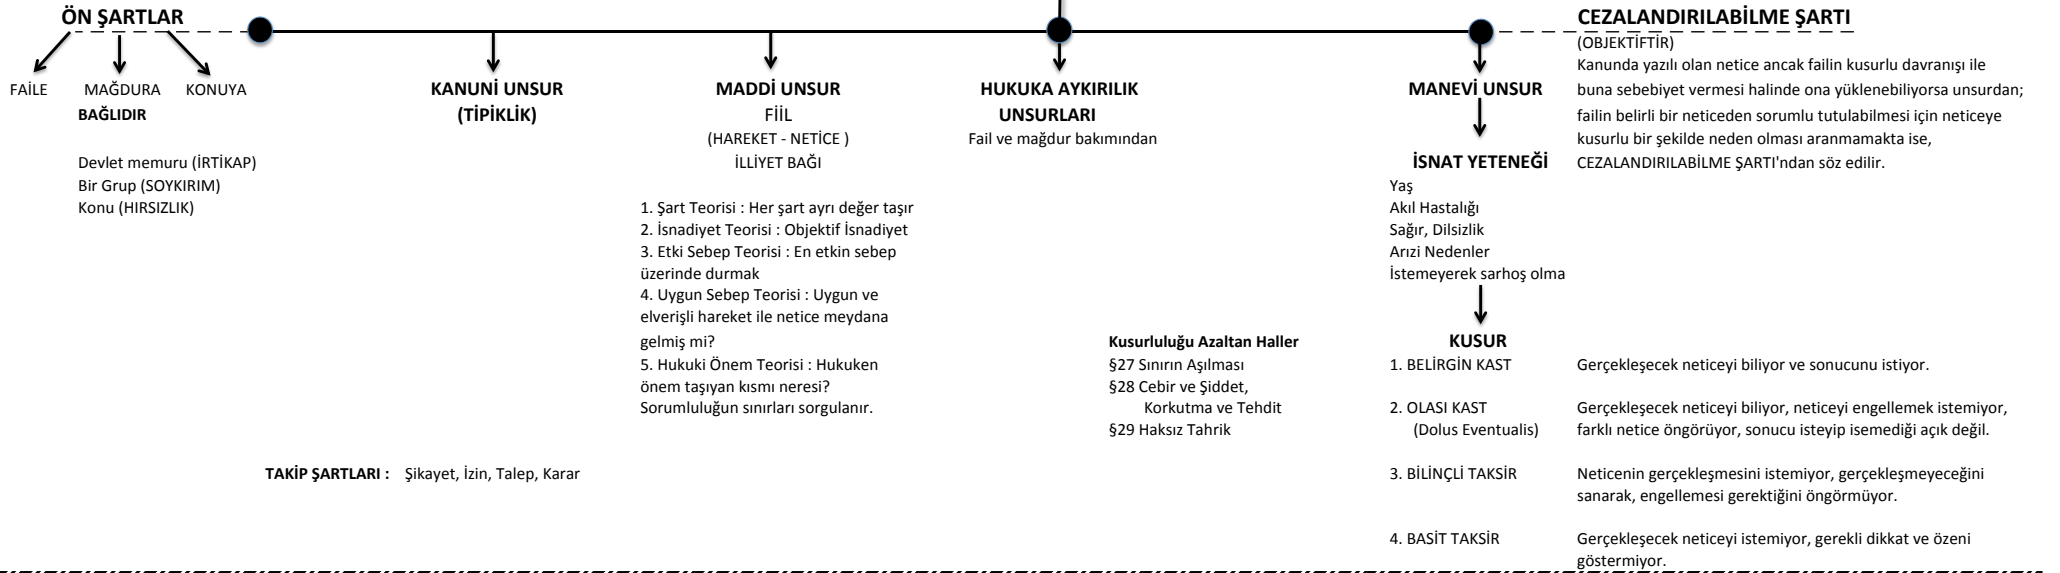 ÖN ŞARTLAR
FAİLE MAĞDURA KONUYA
BAĞLIDIR
Devlet memuru (İRTİKAP)
Bir Grup (SOYKIRIM)
Konu (HIRSIZLIK)
KANUNİ UNSUR
(TİPİKLİK)
MADDİ UNSUR
FİİL
(HAREKET - NETİCE )
İLLİYET BAĞI
1. Şart Teorisi : Her şart ayrı değer taşır
2. İsnadiyet Teorisi : Objektif İsnadiyet
3. Etki Sebep Teorisi : En etkin sebep
üzerinde durmak
4. Uygun Sebep Teorisi : Uygun ve
elverişli hareket ile netice meydana
gelmiş mi?
5. Hukuki Önem Teorisi : Hukuken
önem taşıyan kısmı neresi?
Sorumluluğun sınırları sorgulanır.
TAKİP ŞARTLARI : Şikayet, İzin, Talep, Karar
HUKUKA AYKIRILIK
UNSURLARI
Fail ve mağdur bakımından
Kusurluluğu Azaltan Haller
§27 Sınırın Aşılması
§28 Cebir ve Şiddet,
Korkutma ve Tehdit
§29 Haksız Tahrik
MANEVİ UNSUR
İSNAT YETENEĞİ
Yaş
Akıl Hastalığı
Sağır, Dilsizlik
Arızi Nedenler
İstemeyerek sarhoş olma
CEZALANDIRILABİLME ŞARTI
(OBJEKTİFTİR)
Kanunda yazılı olan netice ancak failin kusurlu davranışı ile
buna sebebiyet vermesi halinde ona yüklenebiliyorsa unsurdan;
failin belirli bir neticeden sorumlu tutulabilmesi için neticeye
kusurlu bir şekilde neden olması aranmamakta ise,
CEZALANDIRILABİLME ŞARTI'ndan söz edilir.
KUSUR
1. BELİRGİN KAST Gerçekleşecek neticeyi biliyor ve sonucunu istiyor.
2. OLASI KAST Gerçekleşecek neticeyi biliyor, neticeyi engellemek istemiyor,
(Dolus Eventualis) farklı netice öngörüyor, sonucu isteyip isemediği açık değil.
3. BİLİNÇLİ TAKSİR Neticenin gerçekleşmesini istemiyor, gerçekleşmeyeceğini
sanarak, engellemesi gerektiğini öngörmüyor.
4. BASİT TAKSİR Gerçekleşecek neticeyi istemiyor, gerekli dikkat ve özeni
göstermiyor.